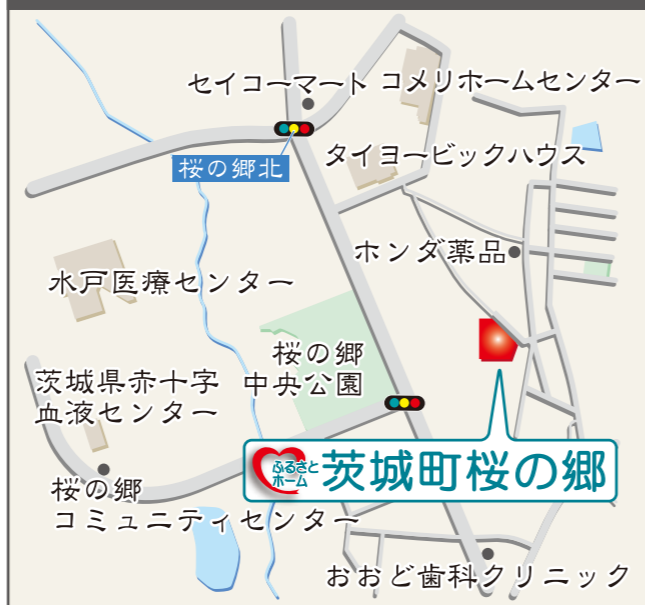 セイコーマート
コメリホームセンター
桜の郷北
タイヨービックハウス
ホンダ薬品
水戸医療センター
桜の郷
中央公園
茨城県赤十字
血液センター
ふるさと
ホーム
茨城町桜の郷
桜の郷
コミュニティセンター
おおど歯科クリニック